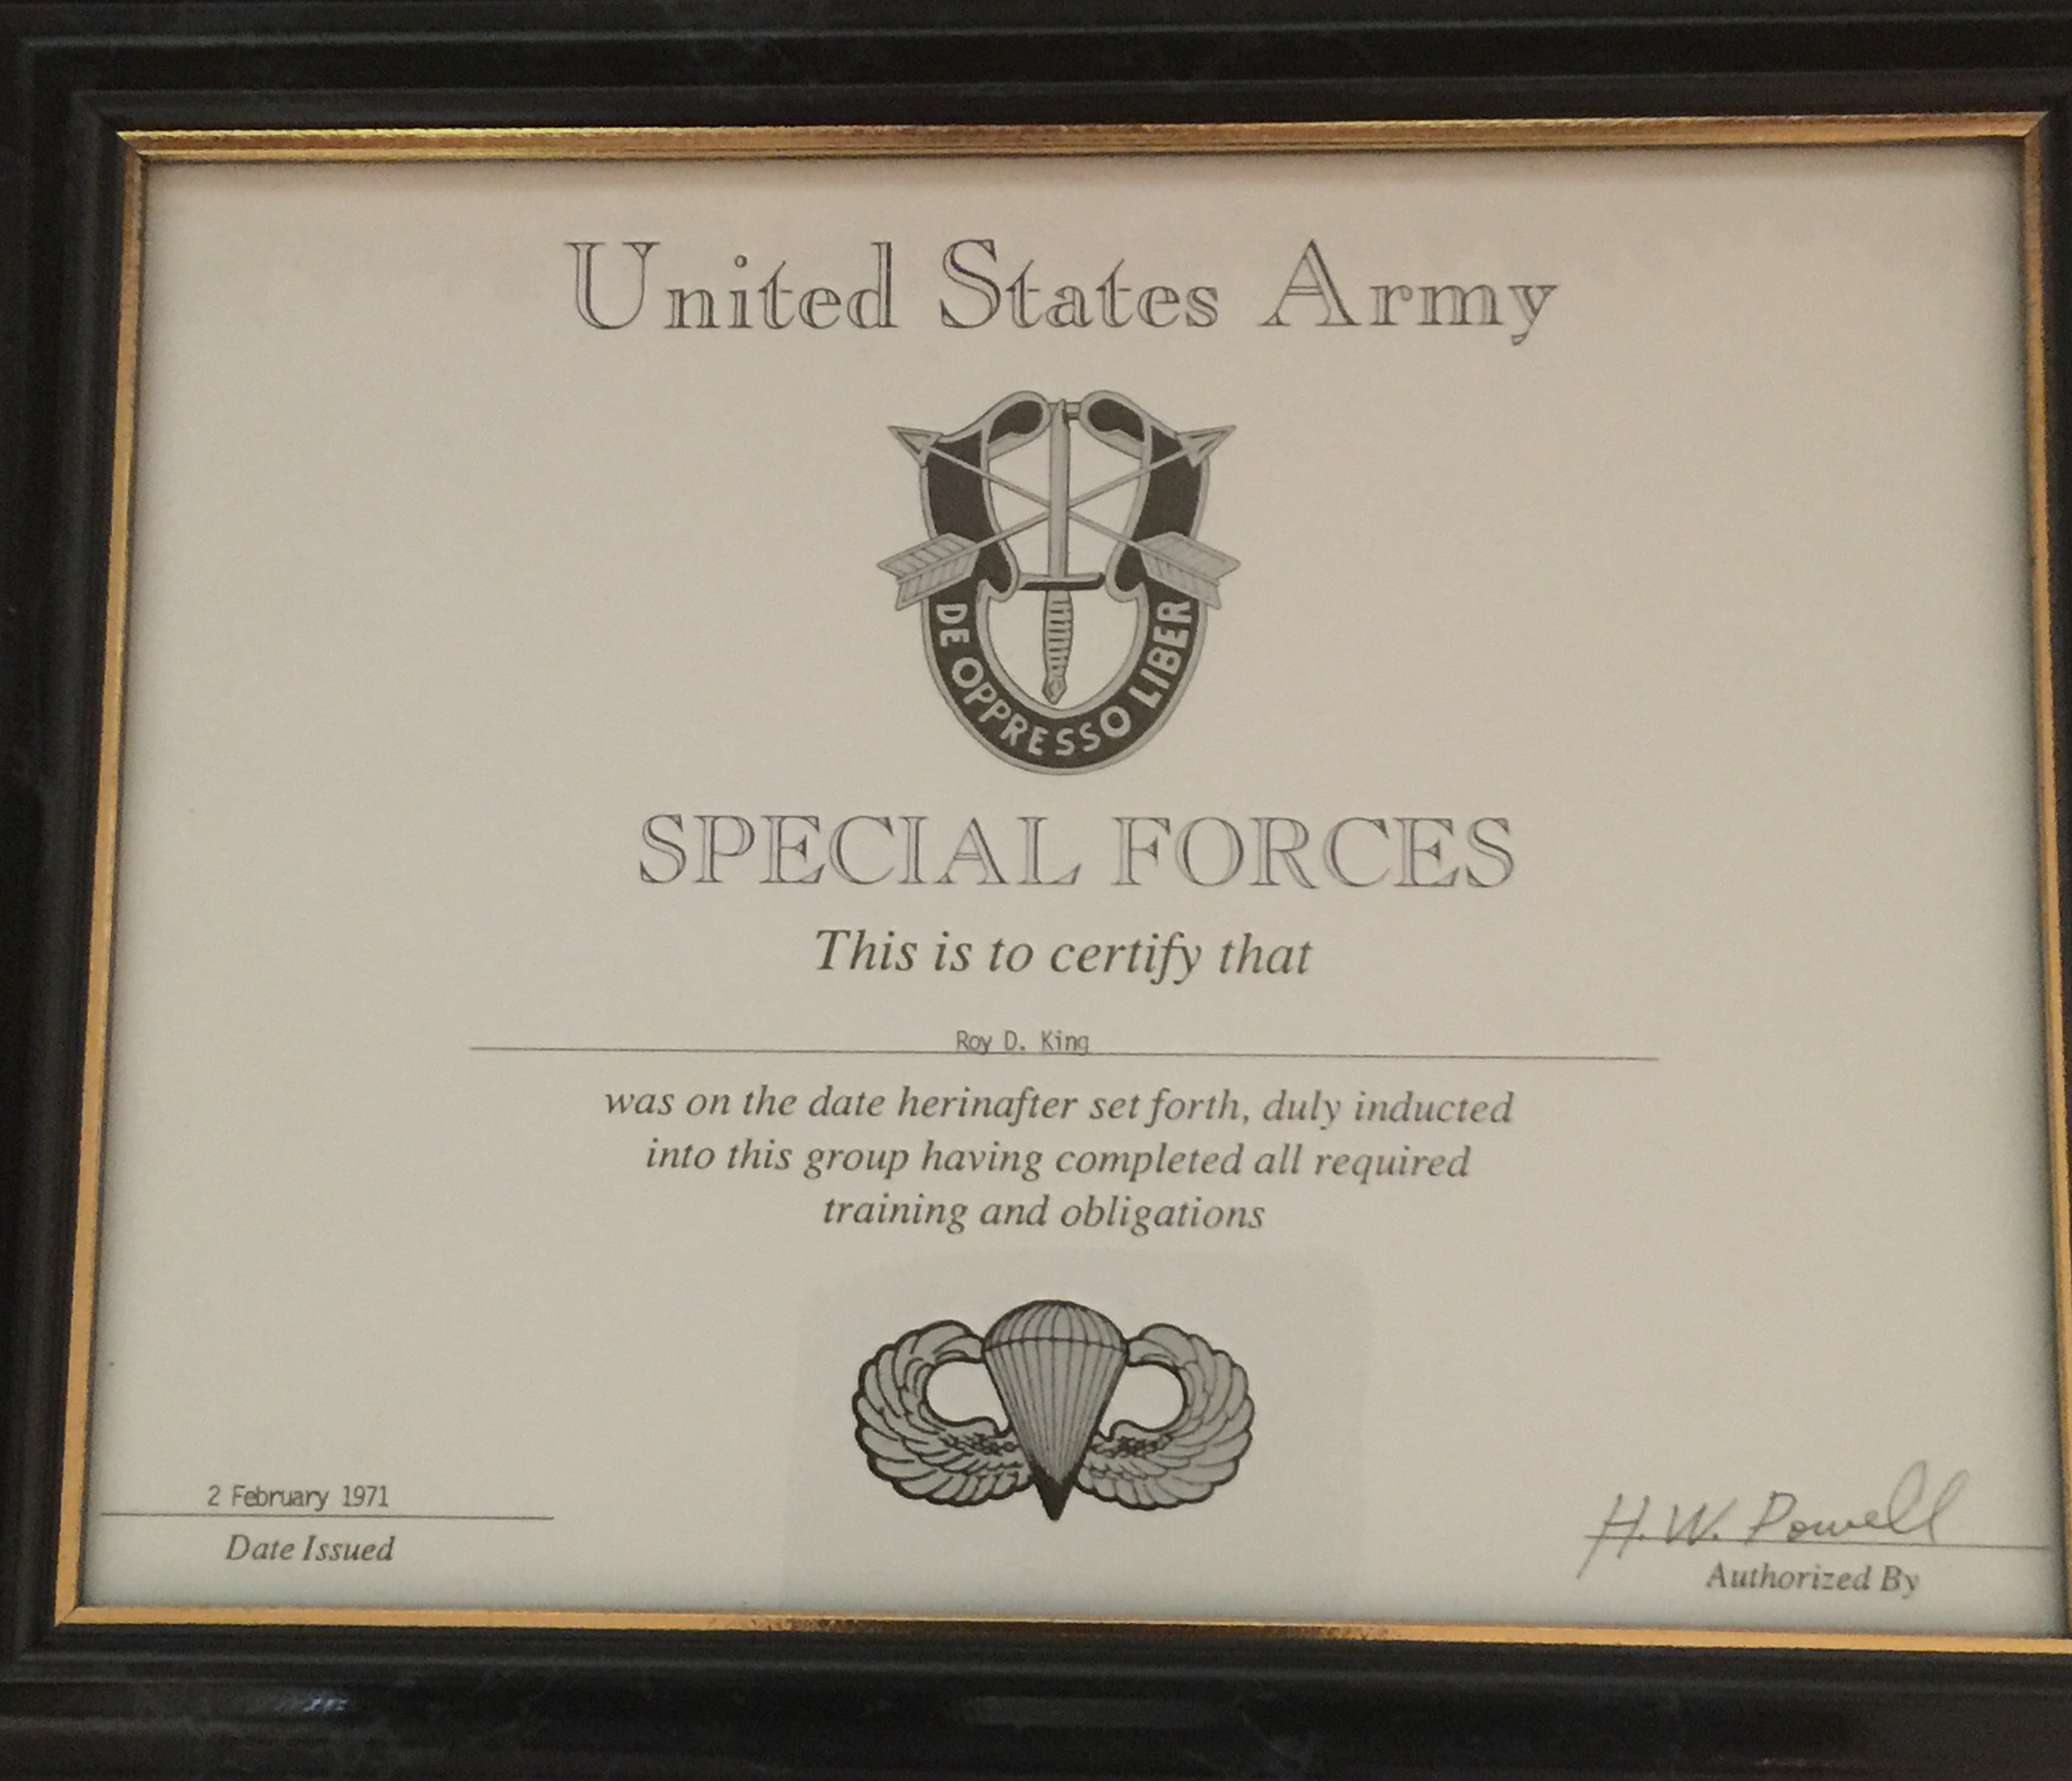 United States Army
DE OPPRESSO LIBER
SPECIAL FORCES
This is to certify that
Roy D. King
was on the date herinafter set forth, duly inducted
into this group having completed all required
training and obligations
2 February 1971
Date Issued
H. W. Powell
Authorized By